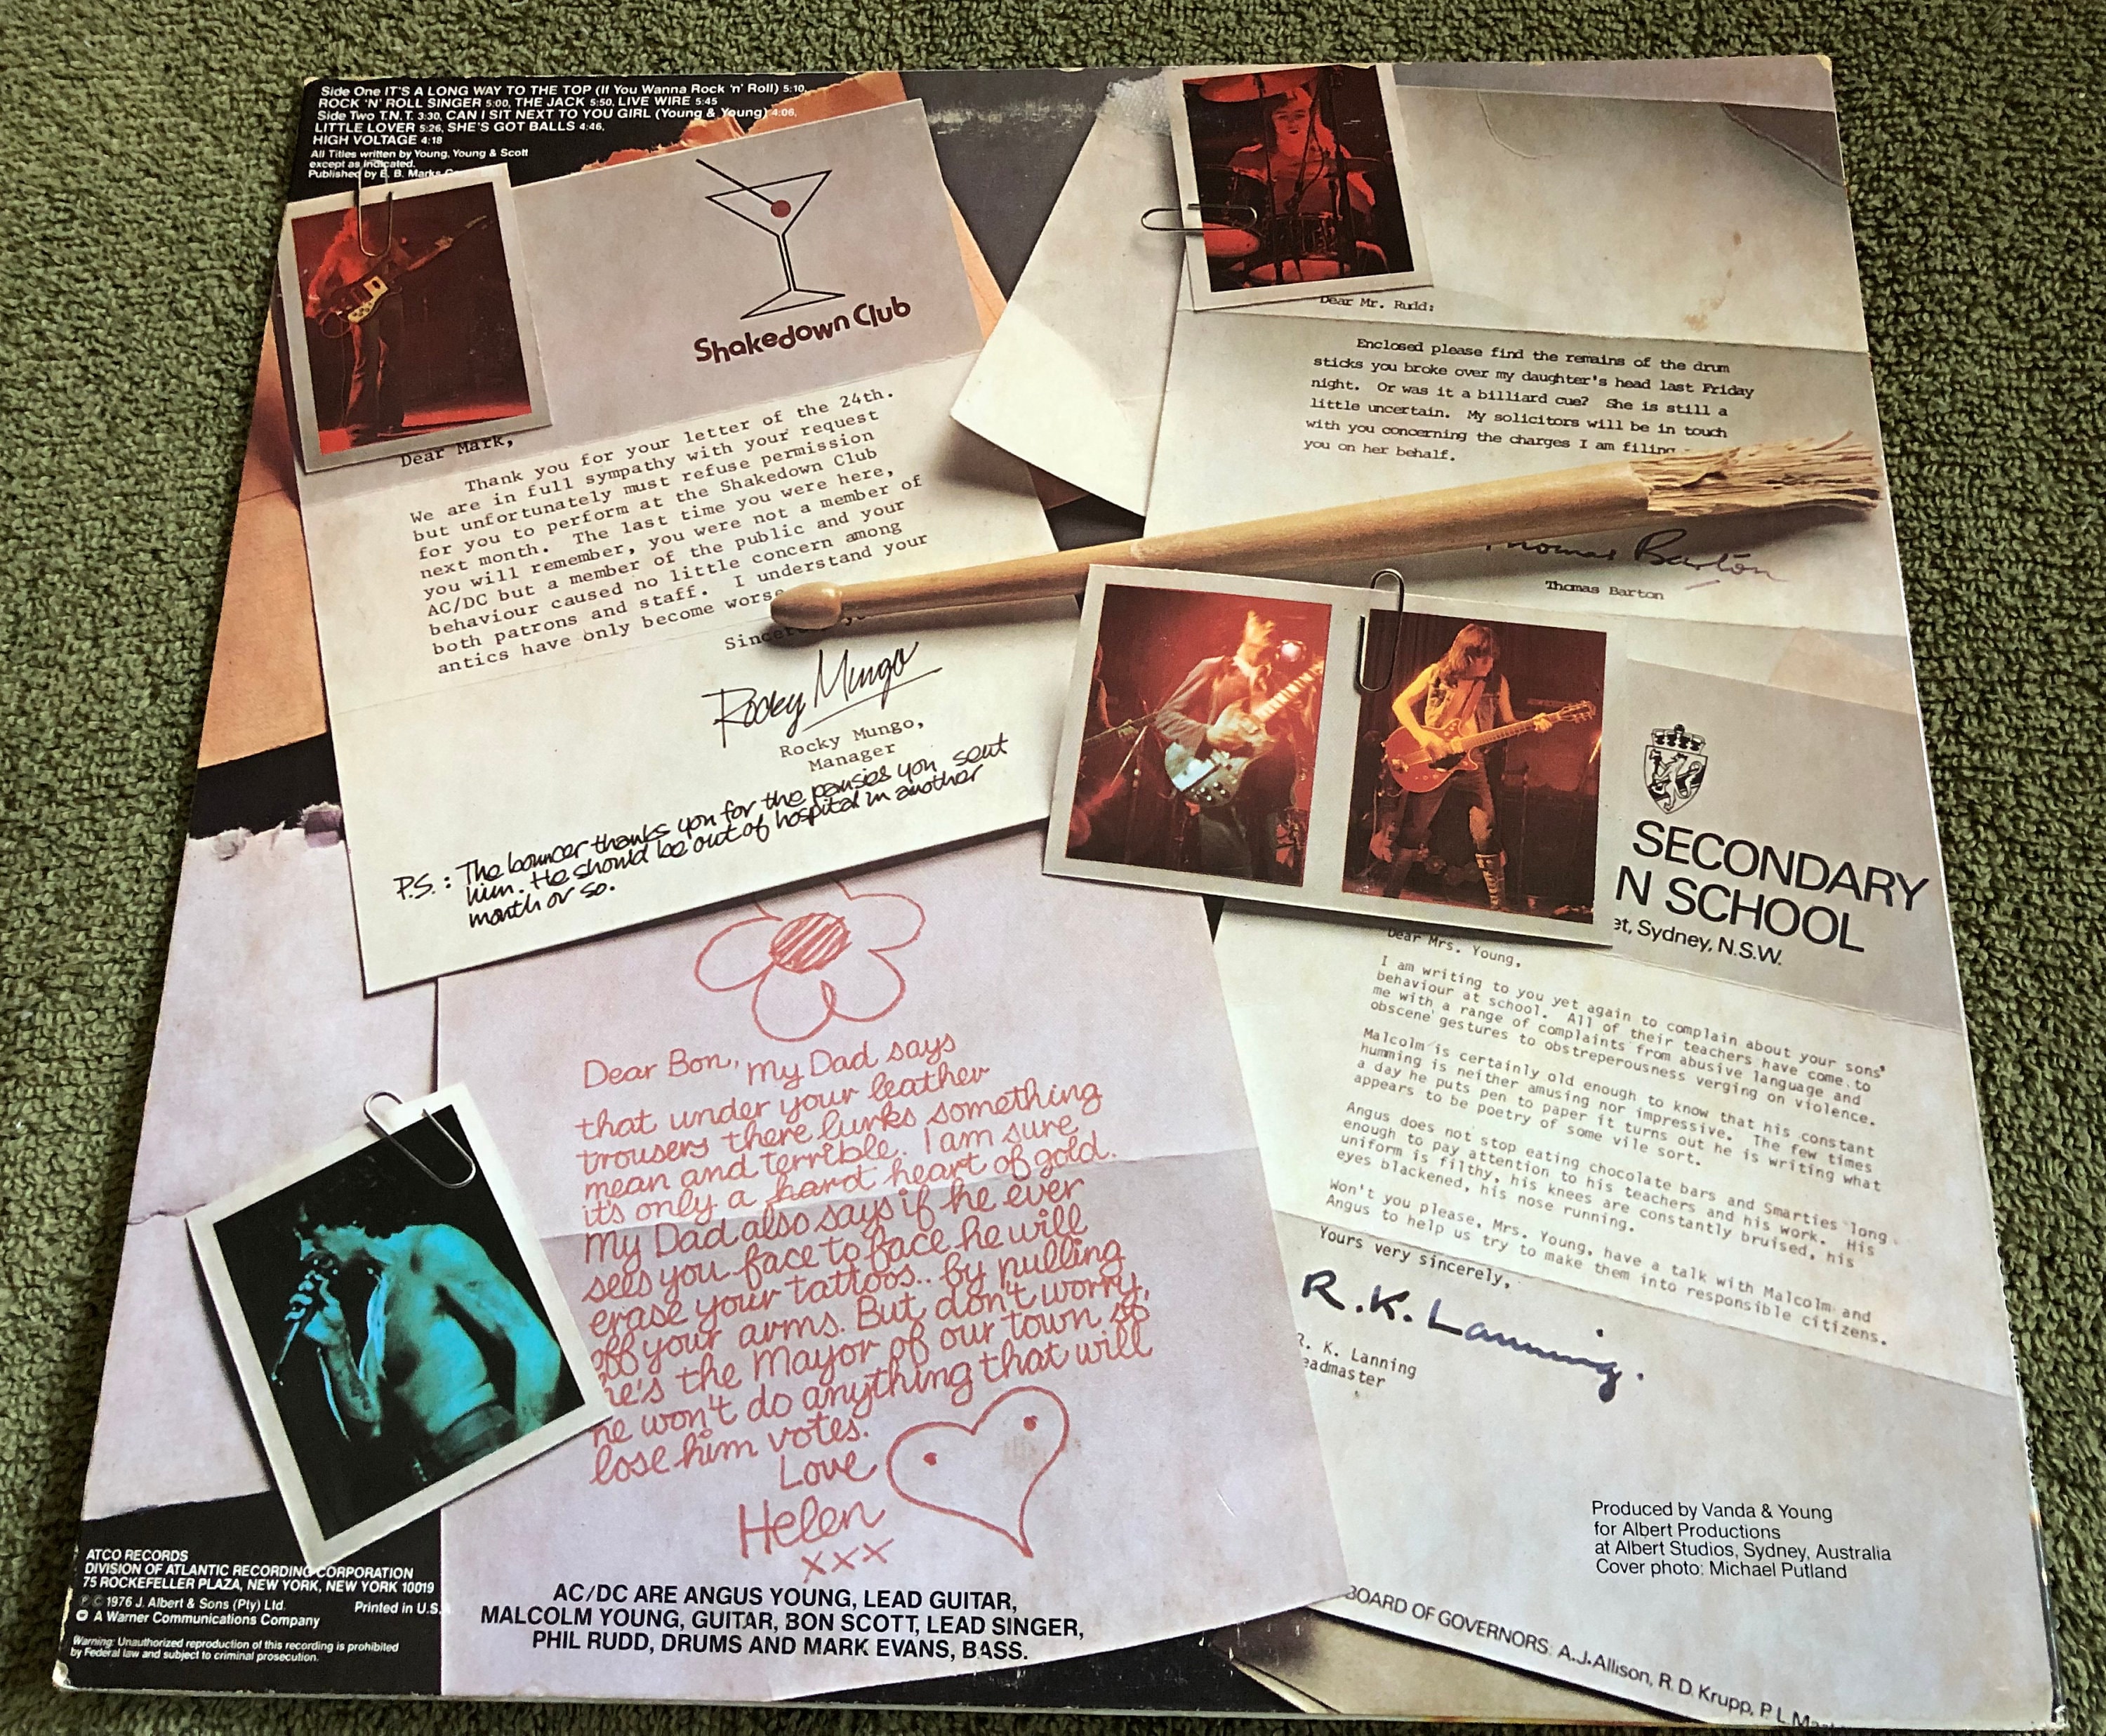 Side One IT'S A LONG WAY TO THE TOP (If You Wanna Rock 'n' Roll) 5:10,
ROCK 'N' ROLL SINGER 5:00, THE JACK 5:50, LIVE WIRE 5:45
Side Two T.N.T. 3:30, CAN I SIT NEXT TO YOU GIRL (Young & Young) 4:06,
LITTLE LOVER 5:26, SHE'S GOT BALLS 4:46,
HIGH VOLTAGE 4:18
All Titles written by Young, Young & Scott
except as indicated.
Published by E. B. Marks
Shakedown Club
Dear Mark,
Thank you for your letter of the 24th.
We are in full sympathy with your request
but unfortunately must refuse permission
for you to perform at the Shakedown Club
next month. The last time you were here,
you will remember, you were not a member of
AC/DC but a member of the public and your
behaviour caused no little concern among
both patrons and staff. I understand your
antics have only become worse
Rocky Mungo
Rocky Mungo,
Manager
P.S.: The bouncer thanks you for the pansies you sent
him. He should be out of hospital in another
month or so.
Dear Mr. Rudd:
Enclosed please find the remains of the drum
sticks you broke over my daughter's head last Friday
night. Or was it a billiard cue? She is still a
little uncertain. My solicitors will be in touch
with you concerning the charges I am filing
you on her behalf.
Thomas Barton
Thomas Barton
SECONDARY
N SCHOOL
et, Sydney, N.S.W.
Dear Mrs. Young,
I am writing to you yet again to complain about your sons'
behaviour at school. All of their teachers have come to
me with a range of complaints from abusive language and
obscene gestures to obstreperousness verging on violence.
Malcolm is certainly old enough to know that his constant
humming is neither amusing nor impressive. The few times
a day he puts pen to paper it turns out he is writing what
appears to be poetry of some vile sort.
Angus does not stop eating chocolate bars and Smarties long
enough to pay attention to his teachers and his work. His
uniform is filthy, his knees are constantly bruised, his
eyes blackened, his nose running.
Won't you please, Mrs. Young, have a talk with Malcolm and
Angus to help us try to make them into responsible citizens.
Yours very sincerely,
R.K. Lanning.
R. K. Lanning
eadmaster
Dear Bon, My Dad says
that under your leather
trousers there lurks something
mean and terrible. I am sure
it's only a hard heart of gold.
My Dad also says if he ever
sees you face to face he will
erase your tattoos.. by pulling
off your arms. But don't worry,
he's the Mayor of our town so
he won't do anything that will
lose him votes.
Love
Helen
xxx
Produced by Vanda & Young
for Albert Productions
at Albert Studios, Sydney, Australia
Cover photo: Michael Putland
BOARD OF GOVERNORS: A.J. Allison, R.D. Krupp, P.L.
ATCO RECORDS
DIVISION OF ATLANTIC RECORDING CORPORATION
75 ROCKEFELLER PLAZA, NEW YORK, NEW YORK 10019
℗ © 1976 J. Albert & Sons (Pty) Ltd. Printed in U.S.
A Warner Communications Company
Warning: Unauthorized reproduction of this recording is prohibited
by Federal law and subject to criminal prosecution.
AC/DC ARE ANGUS YOUNG, LEAD GUITAR,
MALCOLM YOUNG, GUITAR, BON SCOTT, LEAD SINGER,
PHIL RUDD, DRUMS AND MARK EVANS, BASS.